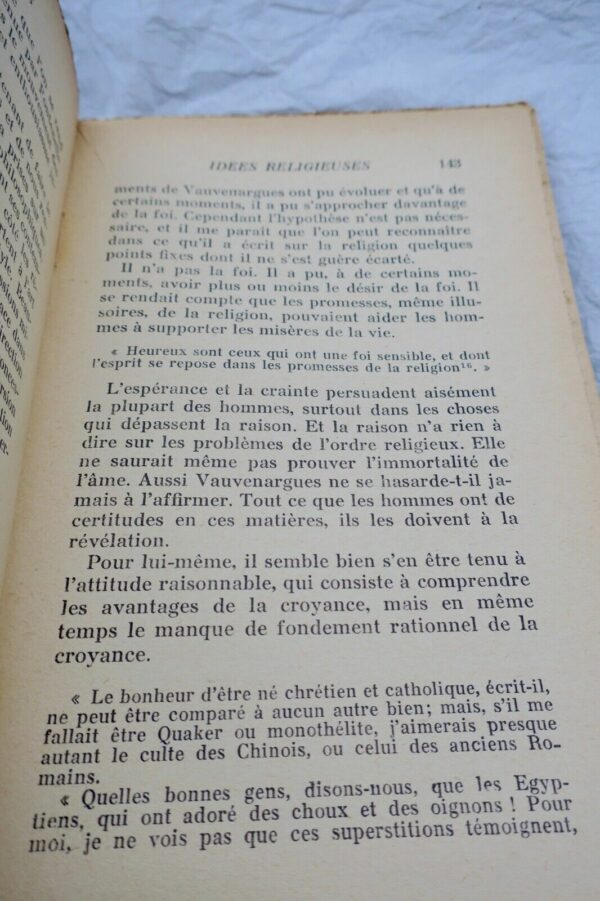 IDEES RELIGIEUSES 143
ments de Vauvenargues ont pu évoluer et qu'à de
certains moments, il a pu s'approcher davantage
de la foi. Cependant l'hypothèse n'est pas néces-
saire, et il me paraît que l'on peut reconnaître
dans ce qu'il a écrit sur la religion quelques
points fixes dont il ne s'est guère écarté.
Il n'a pas la foi. Il a pu, à de certains mo-
ments, avoir plus ou moins le désir de la foi. Il
se rendait compte que les promesses, même illu-
soires, de la religion, pouvaient aider les hom-
mes à supporter les misères de la vie.
« Heureux sont ceux qui ont une foi sensible, et dont
l'esprit se repose dans les promesses de la religion¹⁶. »
L'espérance et la crainte persuadent aisément
la plupart des hommes, surtout dans les choses
qui dépassent la raison. Et la raison n'a rien à
dire sur les problèmes de l'ordre religieux. Elle
ne saurait même pas prouver l'immortalité de
l'âme. Aussi Vauvenargues ne se hasarde-t-il ja-
mais à l'affirmer. Tout ce que les hommes ont de
certitudes en ces matières, ils les doivent à la
révélation.
Pour lui-même, il semble bien s'en être tenu à
l'attitude raisonnable, qui consiste à comprendre
les avantages de la croyance, mais en même
temps le manque de fondement rationnel de la
croyance.
« Le bonheur d'être né chrétien et catholique, écrit-il,
ne peut être comparé à aucun autre bien; mais, s'il me
fallait être Quaker ou monothélite, j'aimerais presque
autant le culte des Chinois, ou celui des anciens Ro-
mains.
« Quelles bonnes gens, disons-nous, que les Egyp-
tiens, qui ont adoré des choux et des oignons ! Pour
moi, je ne vois pas que ces superstitions témoignent,